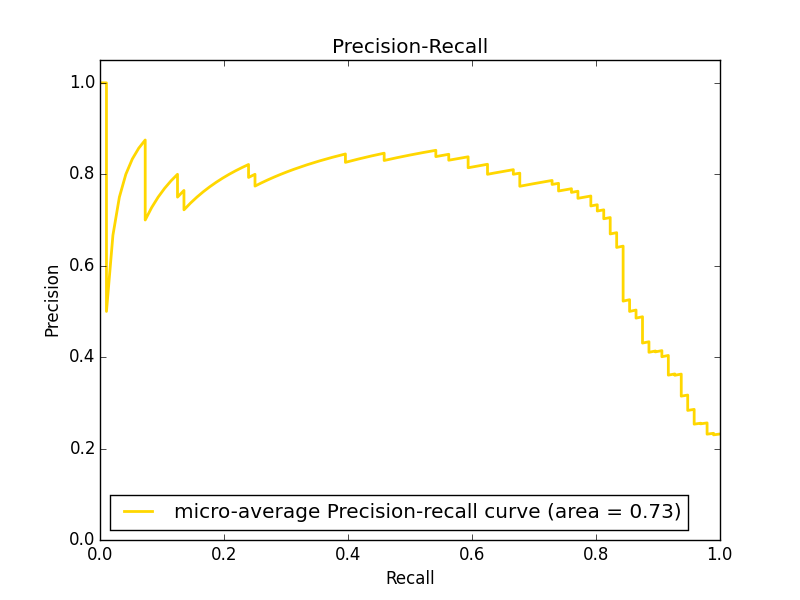 Precision-Recall
1.0
0.8
0.6
0.4
0.2
0.0
Precision
micro-average Precision-recall curve (area = 0.73)
0.0 0.2 0.4 0.6 0.8 1.0
Recall